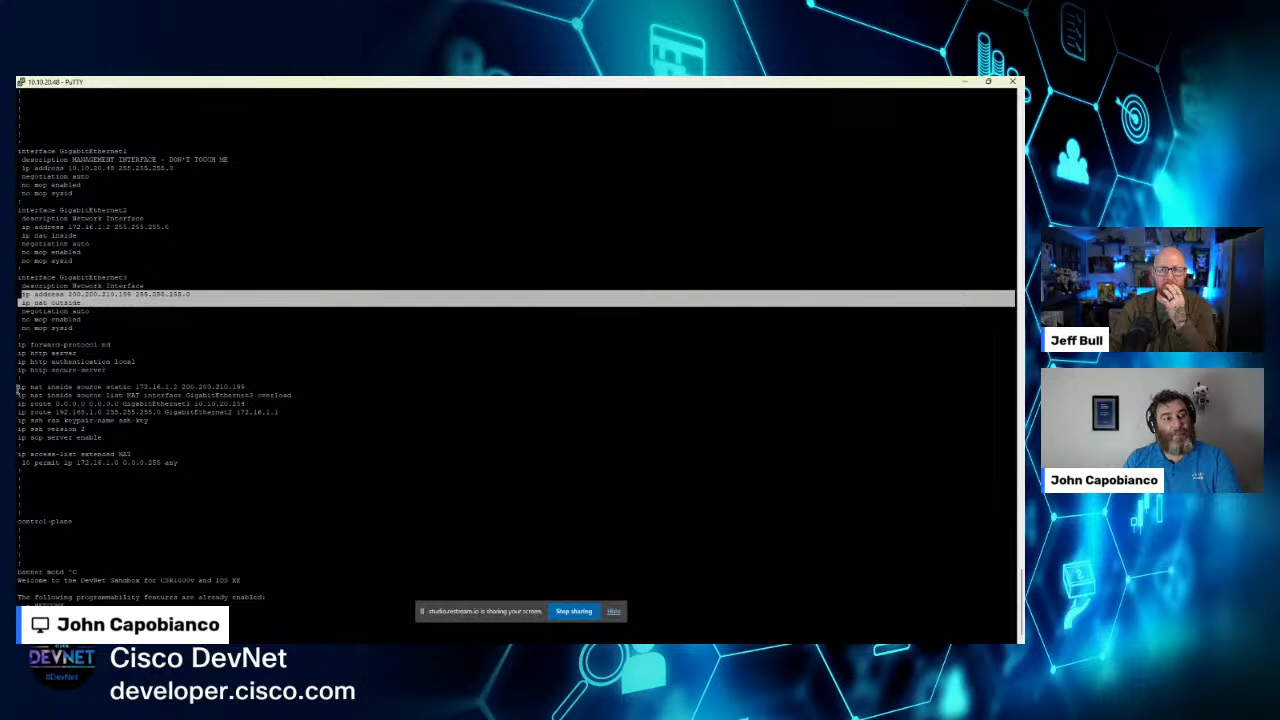 10.10.20.48 - PuTTY
!
!
!
!
!
!
interface GigabitEthernet1
description MANAGEMENT INTERFACE - DON'T TOUCH ME
ip address 10.10.20.48 255.255.255.0
negotiation auto
no mop enabled
no mop sysid
!
interface GigabitEthernet2
description Network Interface
ip address 172.16.1.2 255.255.255.0
ip nat inside
negotiation auto
no mop enabled
no mop sysid
!
interface GigabitEthernet3
description Network Interface
ip address 200.200.210.199 255.255.255.0
ip nat outside
negotiation auto
no mop enabled
no mop sysid
!
ip forward-protocol nd
ip http server
ip http authentication local
ip http secure-server
!
ip nat inside source static 172.16.1.2 200.200.210.199
ip nat inside source list NAT interface GigabitEthernet3 overload
ip route 0.0.0.0 0.0.0.0 GigabitEthernet1 10.10.20.254
ip route 192.168.1.0 255.255.255.0 GigabitEthernet2 172.16.1.1
ip ssh rsa keypair-name ssh-key
ip ssh version 2
ip scp server enable
!
ip access-list extended NAT
10 permit ip 172.16.1.0 0.0.0.255 any
!
!
!
!
!
control-plane
!
!
!
!
!
banner motd ^C
Welcome to the DevNet Sandbox for CSR1000v and IOS XE
The following programmability features are already enabled:
studio.restream.io is sharing your screen.
Stop sharing
Hide
Jeff Bull
John Capobianco
John Capobianco
DEVNET
#DevNet
Cisco DevNet
developer.cisco.com